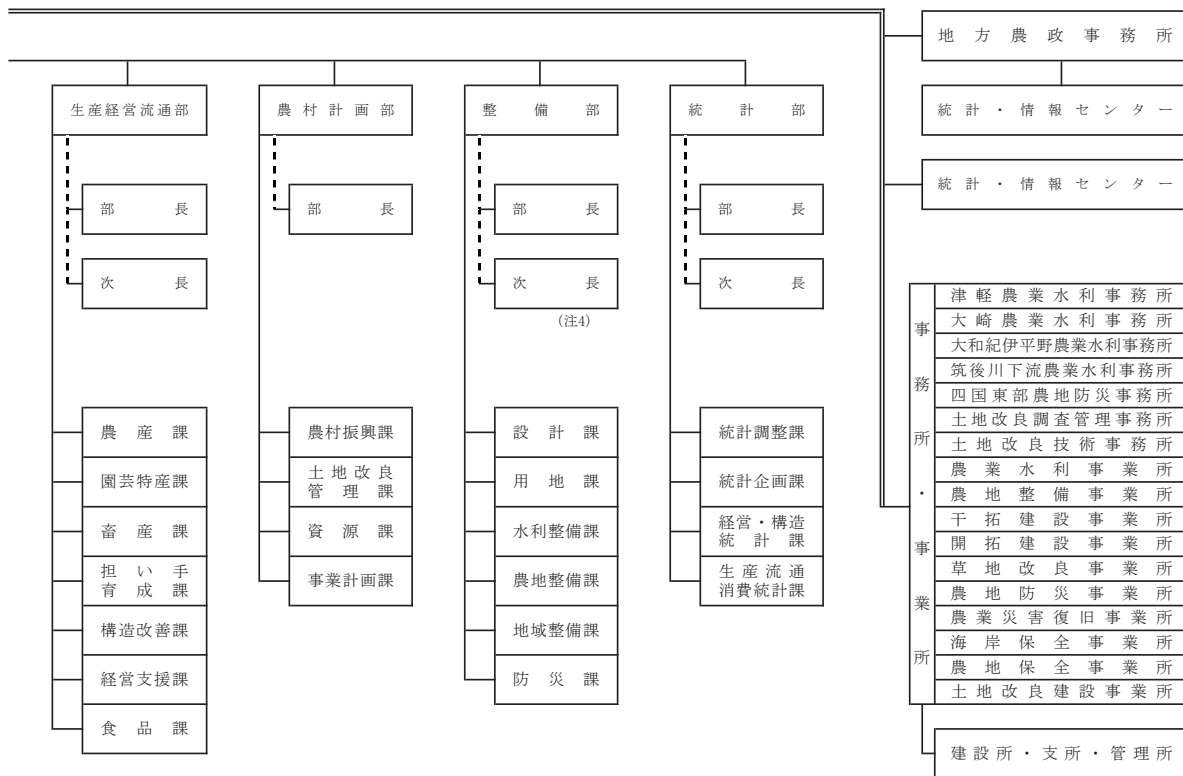 生産経営流通部
部長
次長
農産課
園芸特産課
畜産課
担い手
育成課
構造改善課
経営支援課
食品課
農村計画部
部長
農村振興課
土地改良
管理課
資源課
事業計画課
整備部
部長
次長
(注4)
設計課
用地課
水利整備課
農地整備課
地域整備課
防災課
統計部
部長
次長
統計調整課
統計企画課
経営・構造
統計課
生産流通
消費統計課
地方農政事務所
統計・情報センター
統計・情報センター
事務所・事業所
津軽農業水利事務所
大崎農業水利事務所
大和紀伊平野農業水利事務所
筑後川下流農業水利事務所
四国東部農地防災事務所
土地改良調査管理事務所
土地改良技術事務所
農業水利事業所
農地整備事業所
干拓建設事業所
開拓建設事業所
草地改良事業所
農地防災事業所
農業災害復旧事業所
海岸保全事業所
農地保全事業所
土地改良建設事業所
建設所・支所・管理所